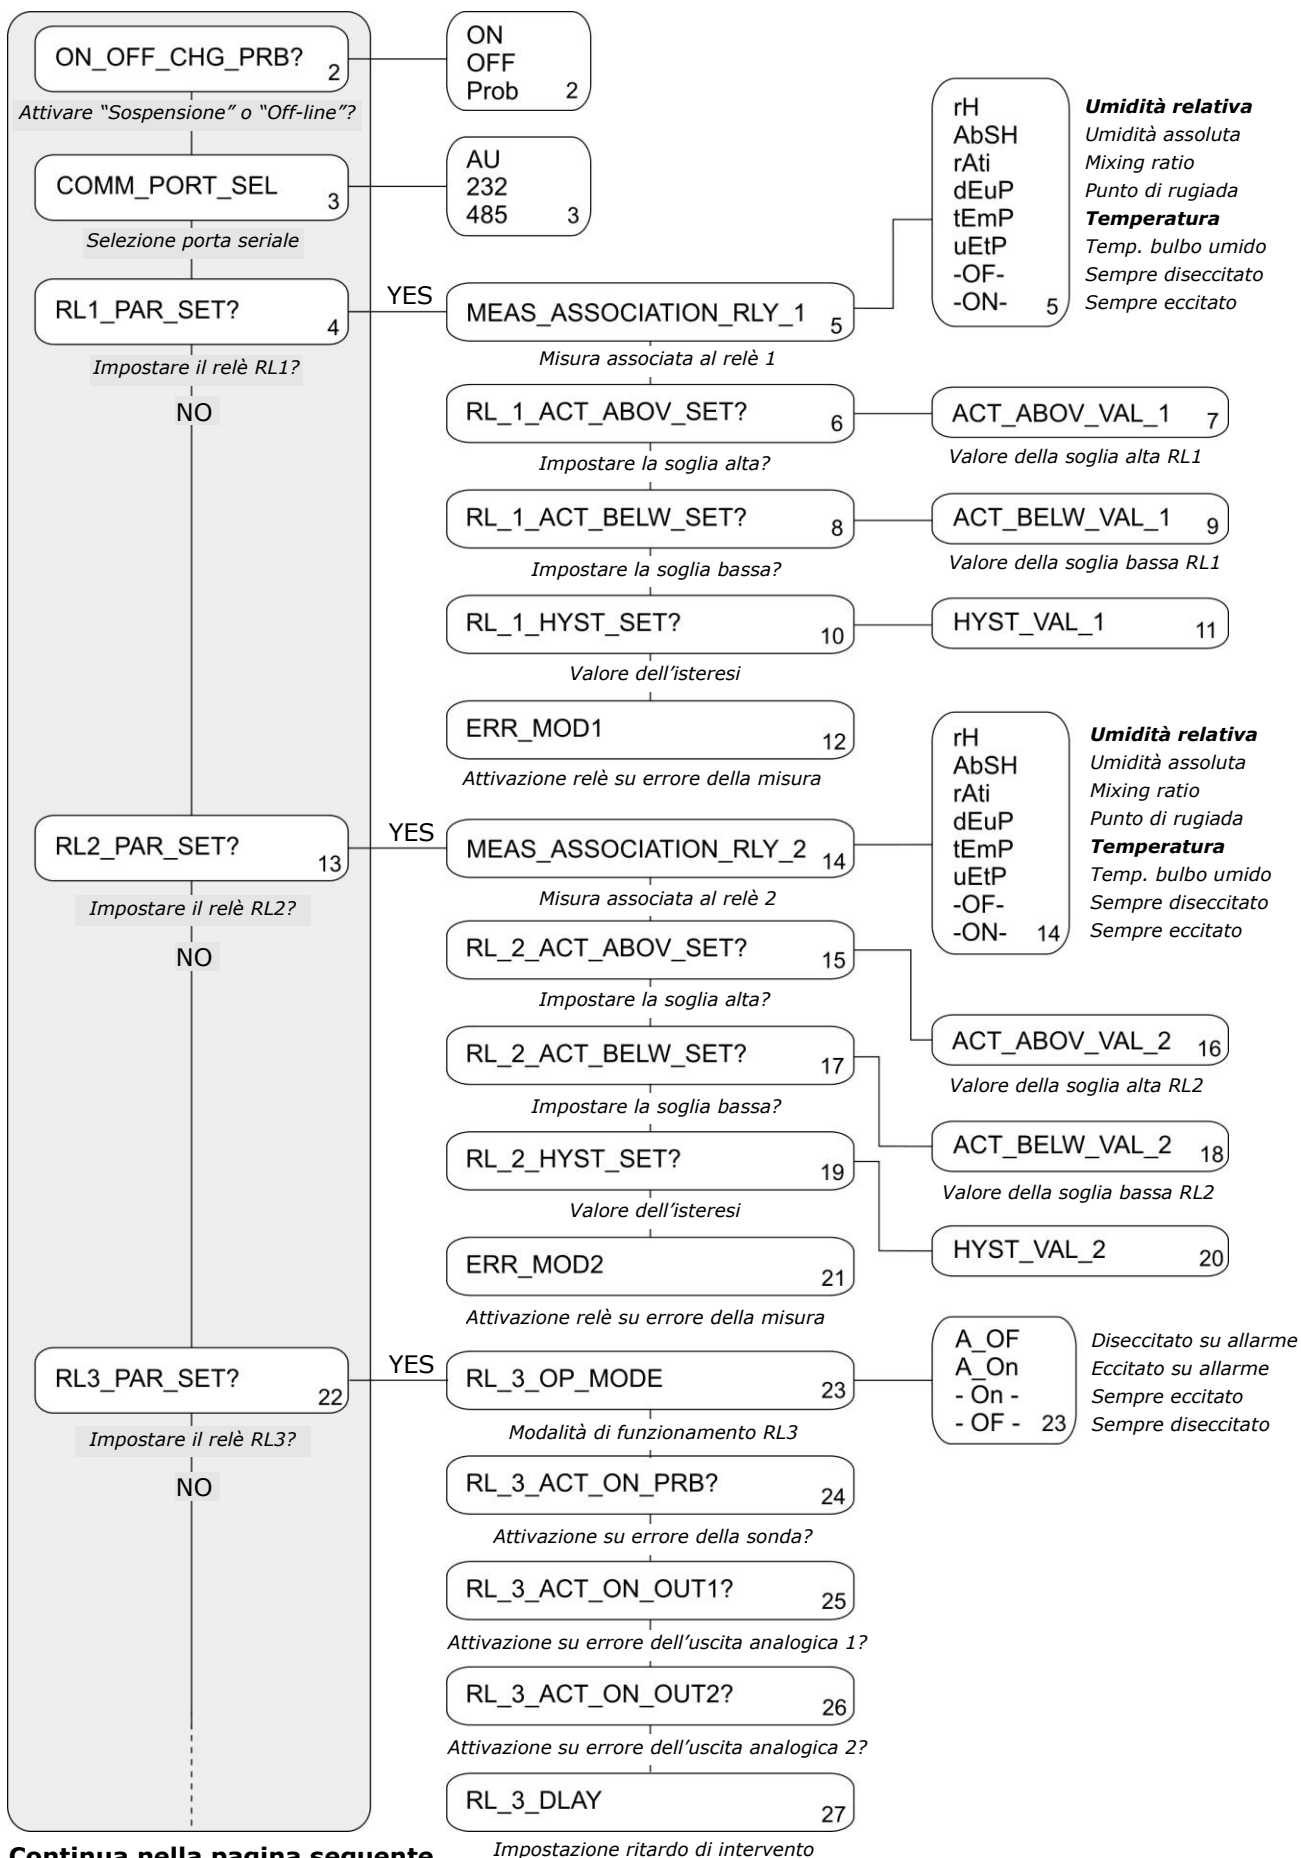 ON_OFF_CHG_PRB? 2
ON
OFF
Prob 2
Attivare “Sospensione” o “Off-line”?
COMM_PORT_SEL 3
AU
232
485 3
Selezione porta seriale
RL1_PAR_SET? 4
YES
MEAS_ASSOCIATION_RLY_1 5
rH Umidità relativa
AbSH Umidità assoluta
rAti Mixing ratio
dEuP Punto di rugiada
tEmP Temperatura
uEtP Temp. bulbo umido
-OF- Sempre diseccitato
-ON- 5 Sempre eccitato
Impostare il relè RL1?
NO
Misura associata al relè 1
RL_1_ACT_ABOV_SET? 6
ACT_ABOV_VAL_1 7
Impostare la soglia alta?
Valore della soglia alta RL1
RL_1_ACT_BELW_SET? 8
ACT_BELW_VAL_1 9
Impostare la soglia bassa?
Valore della soglia bassa RL1
RL_1_HYST_SET? 10
HYST_VAL_1 11
Valore dell’isteresi
ERR_MOD1 12
Attivazione relè su errore della misura
RL2_PAR_SET? 13
YES
MEAS_ASSOCIATION_RLY_2 14
rH Umidità relativa
AbSH Umidità assoluta
rAti Mixing ratio
dEuP Punto di rugiada
tEmP Temperatura
uEtP Temp. bulbo umido
-OF- Sempre diseccitato
-ON- 14 Sempre eccitato
Impostare il relè RL2?
NO
Misura associata al relè 2
RL_2_ACT_ABOV_SET? 15
Impostare la soglia alta?
ACT_ABOV_VAL_2 16
Valore della soglia alta RL2
RL_2_ACT_BELW_SET? 17
Impostare la soglia bassa?
ACT_BELW_VAL_2 18
Valore della soglia bassa RL2
RL_2_HYST_SET? 19
Valore dell’isteresi
HYST_VAL_2 20
ERR_MOD2 21
Attivazione relè su errore della misura
RL3_PAR_SET? 22
YES
RL_3_OP_MODE 23
A_OF Diseccitato su allarme
A_On Eccitato su allarme
- On - Sempre eccitato
- OF - 23 Sempre diseccitato
Impostare il relè RL3?
NO
Modalità di funzionamento RL3
RL_3_ACT_ON_PRB? 24
Attivazione su errore della sonda?
RL_3_ACT_ON_OUT1? 25
Attivazione su errore dell’uscita analogica 1?
RL_3_ACT_ON_OUT2? 26
Attivazione su errore dell’uscita analogica 2?
RL_3_DLAY 27
Impostazione ritardo di intervento
Continua nella pagina seguente